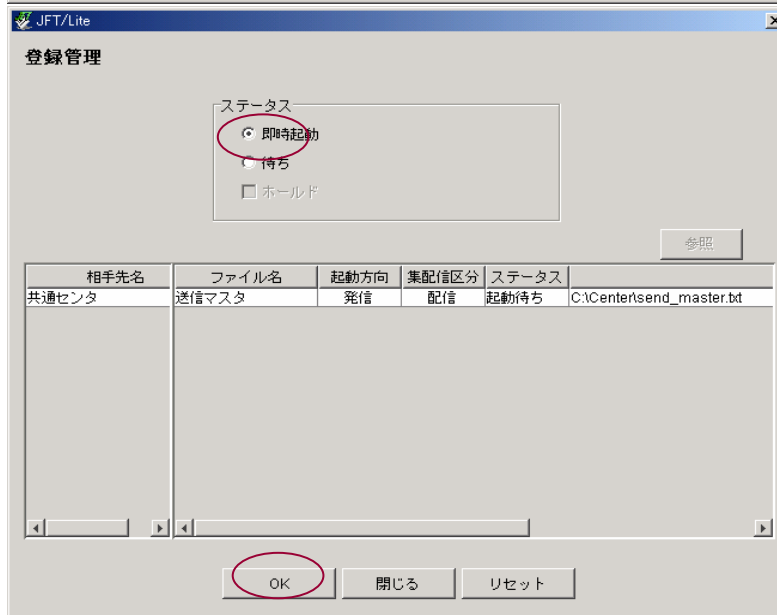 JFT/Lite
登録管理
ステータス
即時起動
待ち
ホールド
参照
相手先名 ファイル名 起動方向 集配信区分 ステータス
共通センタ 送信マスタ 発信 配信 起動待ち C:\Center\send_master.txt
OK 閉じる リセット